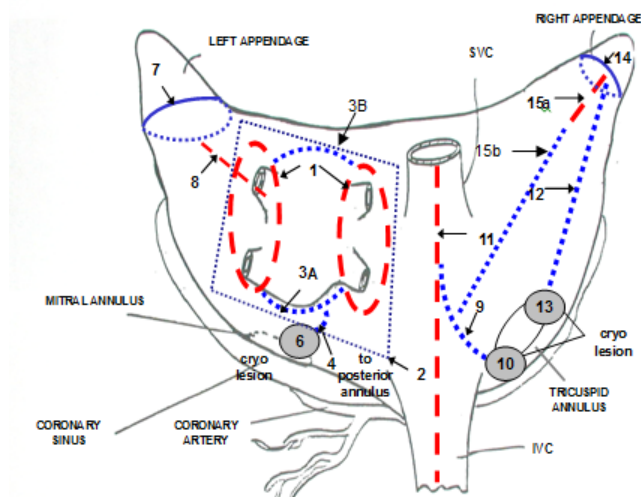 RIGHT APPENDAGE
LEFT APPENDAGE
SVC
14
7
15a
3B
15b
1
8
12
11
3A
9
13
MITRAL ANNULUS
6
cryo
lesion
10
cryo
lesion
4
to
posterior
annulus
2
TRICUSPID
ANNULUS
CORONARY
SINUS
CORONARY
ARTERY
IVC